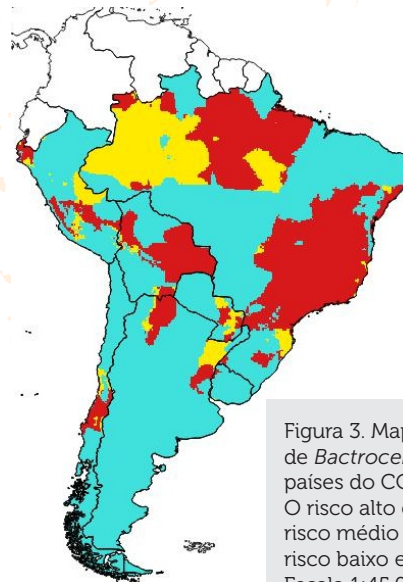 Figura 3. Map
de Bactroce
países do CO
O risco alto
risco médio
risco baixo e